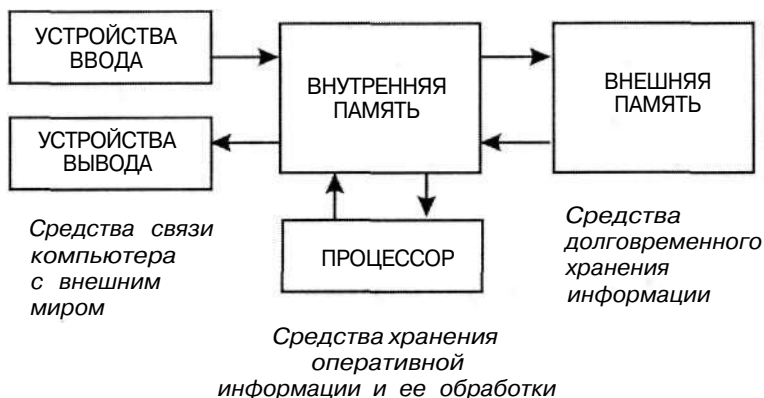 УСТРОЙСТВА
ВВОДА
УСТРОЙСТВА
ВЫВОДА
Средства связи
компьютера
с внешним
миром
ВНУТРЕННЯЯ
ПАМЯТЬ
ПРОЦЕССОР
Средства хранения
оперативной
информации и ее обработки
ВНЕШНЯЯ
ПАМЯТЬ
Средства
долговременного
хранения
информации